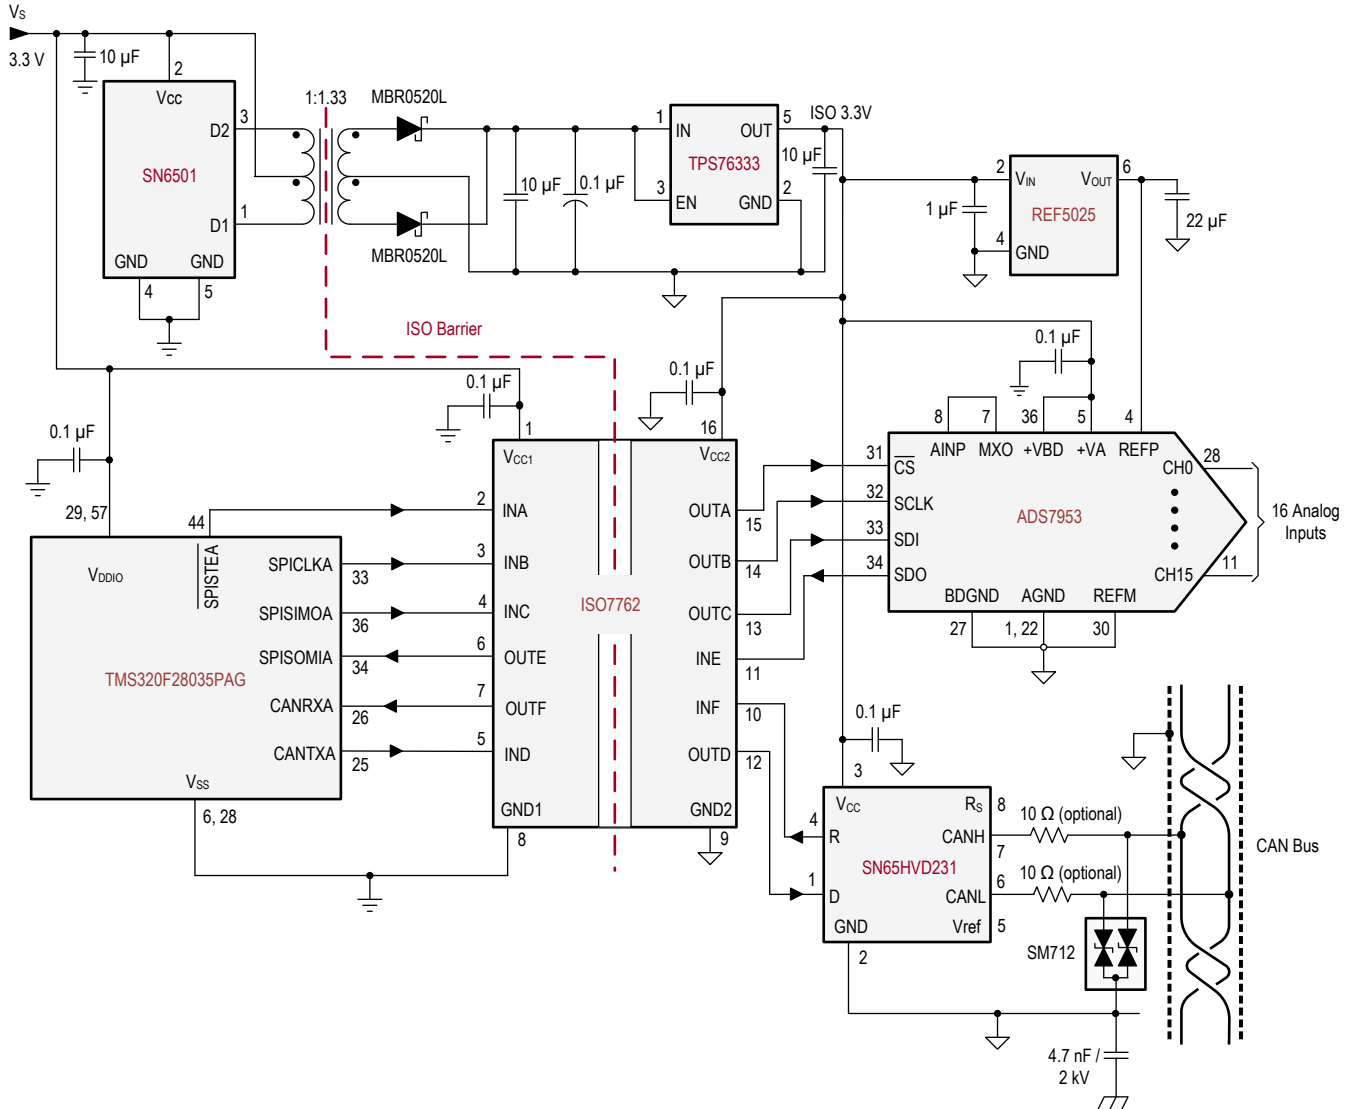 VS
3.3 V
10 µF
2
Vcc
D2
3
SN6501
D1
1
GND
GND
4
5
1:1.33
MBR0520L
MBR0520L
10 µF
0.1 µF
1
IN
OUT
5
TPS76333
3
EN
GND
2
ISO 3.3V
10 µF
2
VIN
VOUT
6
REF5025
1 µF
4
GND
22 µF
ISO Barrier
0.1 µF
0.1 µF
0.1 µF
0.1 µF
29, 57
44
VDDIO
SPISTEA
SPICLKA
33
SPISIMOA
36
SPISOMIA
34
TMS320F28035PAG
CANRXA
26
CANTXA
25
VSS
6, 28
1
16
VCC1
VCC2
2
INA
OUTA
15
3
INB
OUTB
14
ISO7762
4
INC
OUTC
13
6
OUTE
INE
11
7
OUTF
INF
10
5
IND
OUTD
12
GND1
GND2
8
9
8
7
36
5
4
AINP
MXO
+VBD
+VA
REFP
31
CS
CH0
28
32
SCLK
ADS7953
33
SDI
34
SDO
CH15
11
16 Analog
Inputs
BDGND
AGND
REFM
27
1, 22
30
0.1 µF
3
VCC
RS
8
4
R
CANH
7
10 Ω (optional)
SN65HVD231
1
D
CANL
6
10 Ω (optional)
GND
Vref
5
2
SM712
CAN Bus
4.7 nF /
2 kV